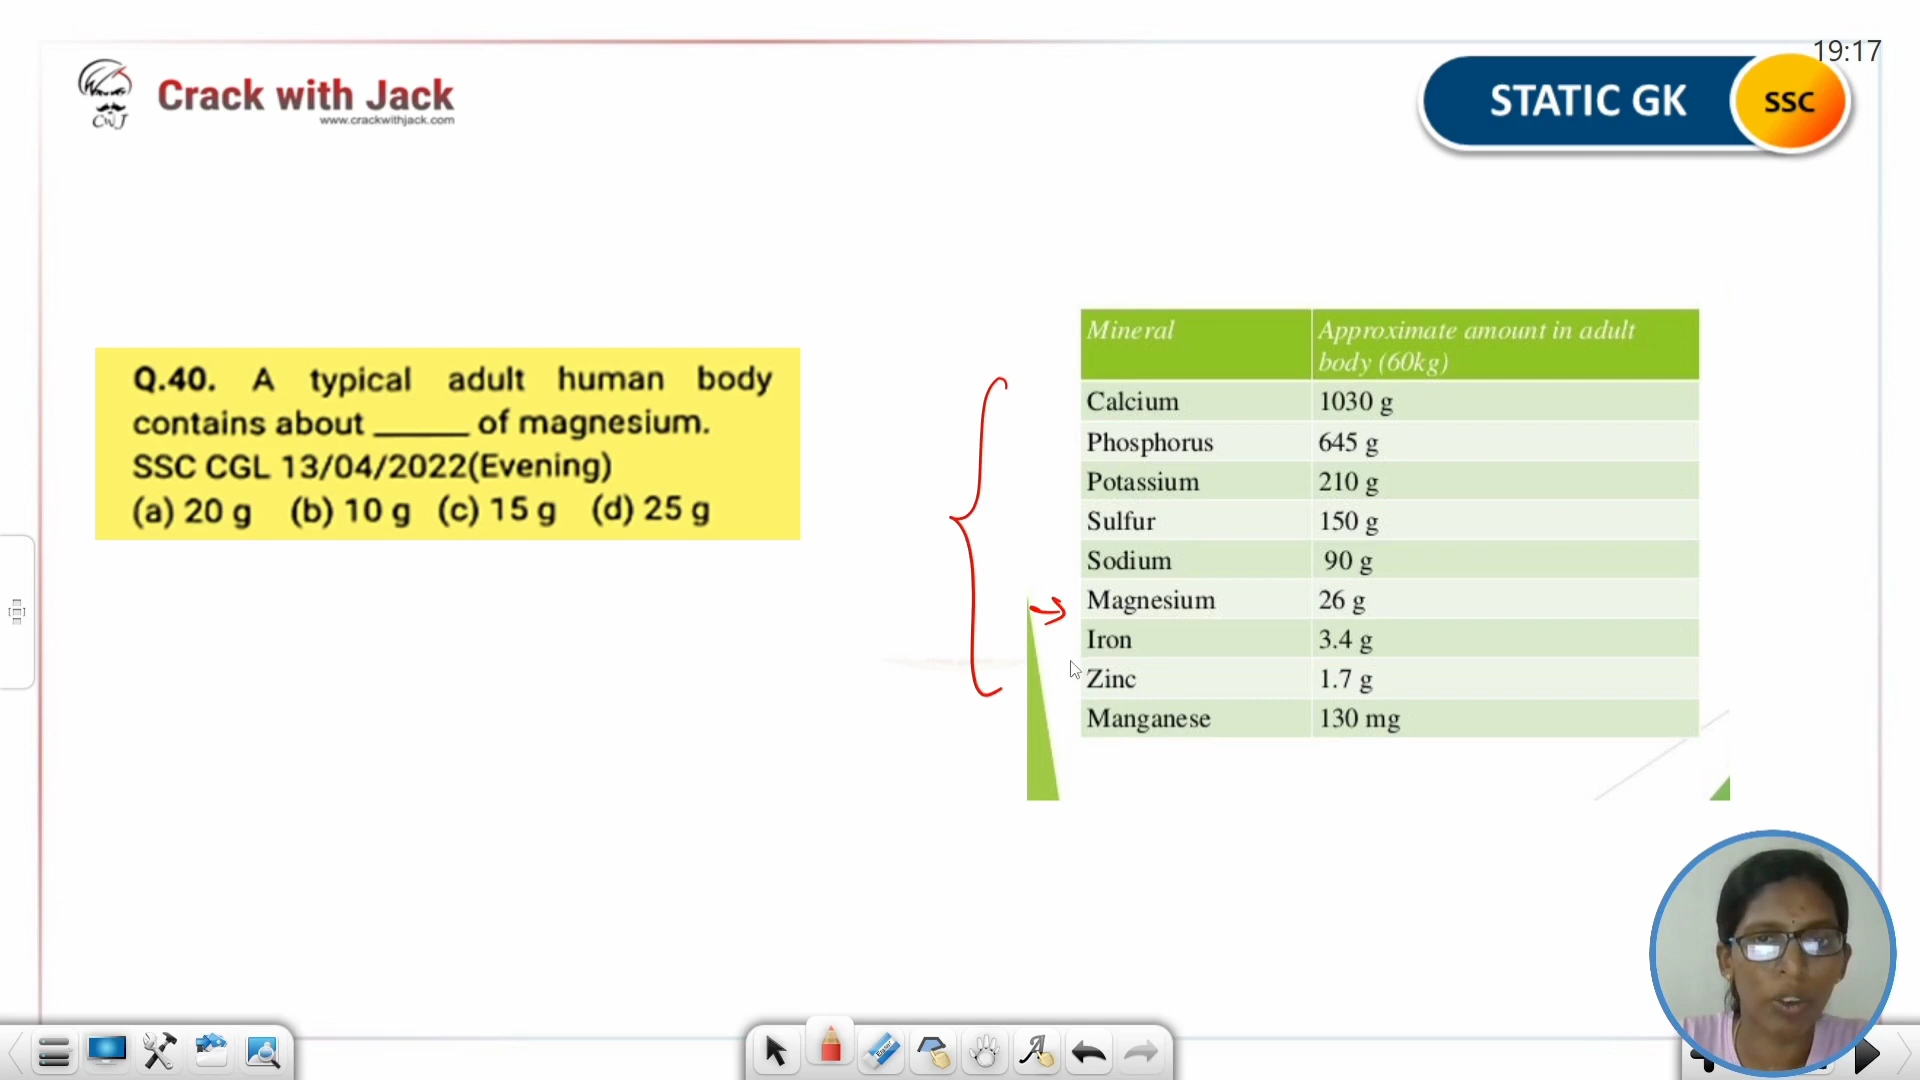 19:17
Crack with Jack
www.crackwithjack.com
CWJ
STATIC GK
SSC
Q.40. A typical adult human body
contains about ______ of magnesium.
SSC CGL 13/04/2022(Evening)
(a) 20 g (b) 10 g (c) 15 g (d) 25 g
Mineral Approximate amount in adult
body (60kg)
Calcium 1030 g
Phosphorus 645 g
Potassium 210 g
Sulfur 150 g
Sodium 90 g
Magnesium 26 g
Iron 3.4 g
Zinc 1.7 g
Manganese 130 mg